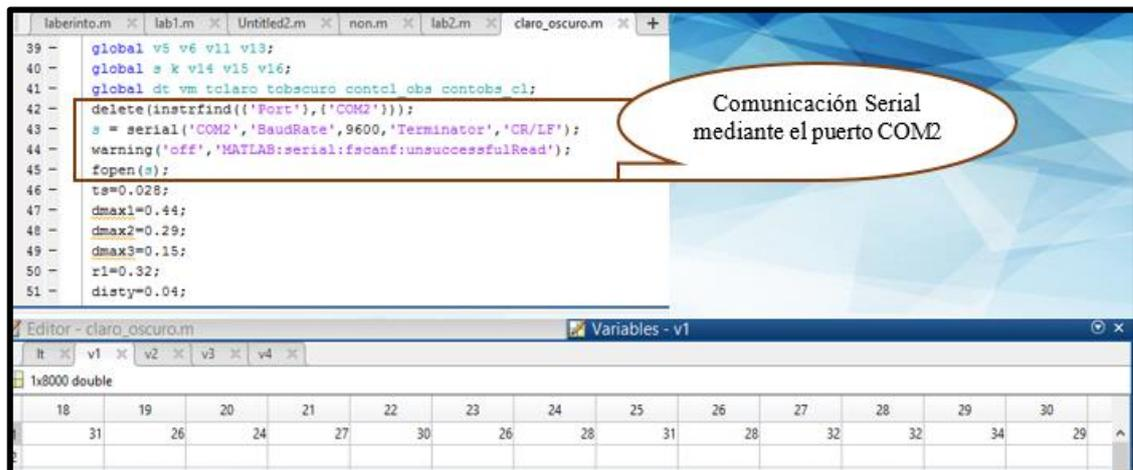 laberinto.m × lab1.m × Untitled2.m × non.m × lab2.m × claro_oscuro.m × +
39 - global v5 v6 v11 v13;
40 - global s k v14 v15 v16;
41 - global dt vm tclaro tobscuro contcl_obs contobs_cl;
42 - delete(instrfind({'Port'},{'COM2'}));
43 - s = serial('COM2','BaudRate',9600,'Terminator','CR/LF');
44 - warning('off','MATLAB:serial:fscanf:unsuccessfulRead');
45 - fopen(s);
46 - ts=0.028;
47 - dmax1=0.44;
48 - dmax2=0.29;
49 - dmax3=0.15;
50 - r1=0.32;
51 - disty=0.04;
Comunicación Serial
mediante el puerto COM2
Editor - claro_oscuro.m Variables - v1
lt × v1 × v2 × v3 × v4 ×
1x8000 double
18 19 20 21 22 23 24 25 26 27 28 29 30
31 26 24 27 30 26 28 31 28 32 32 34 29